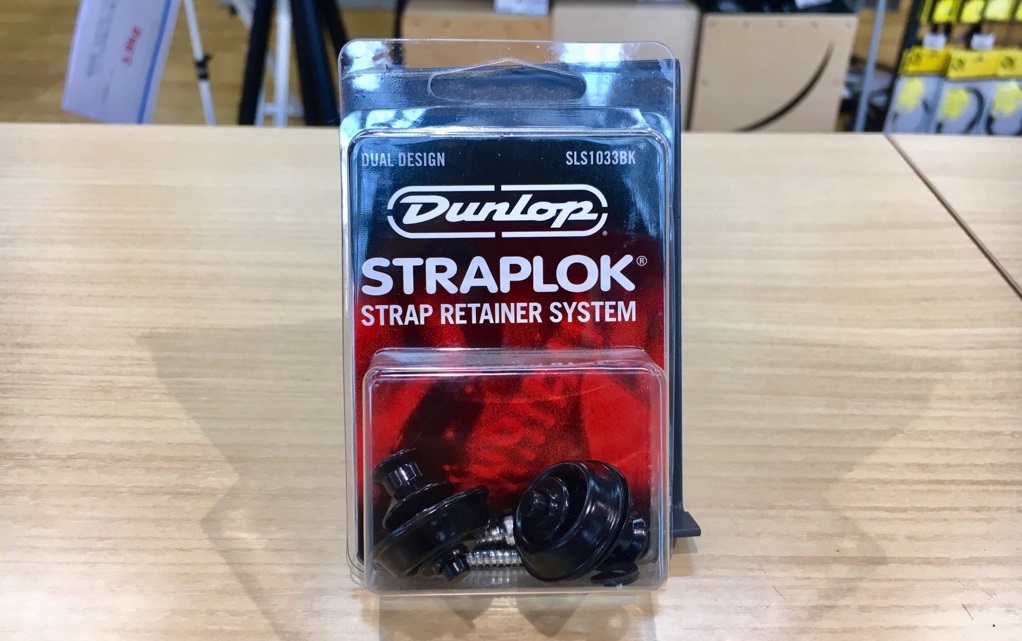 DUAL DESIGN SLS1033BK
Dunlop®
STRAPLOK®
STRAP RETAINER SYSTEM